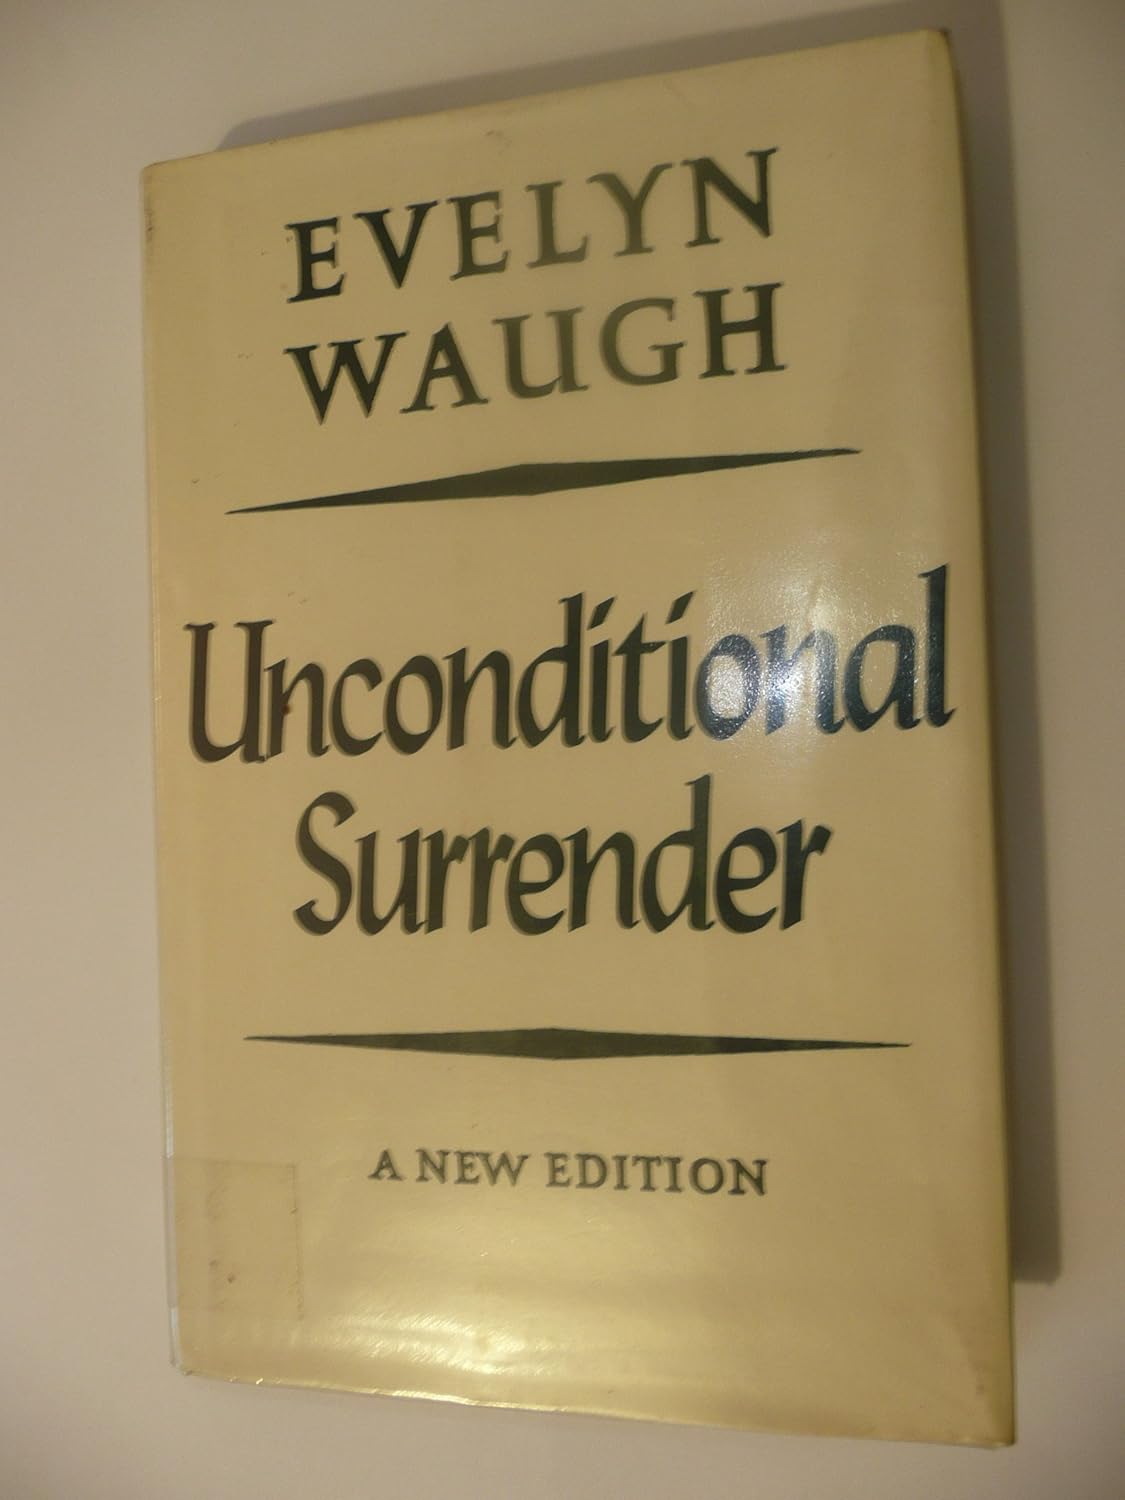 EVELYN
WAUGH
Unconditional
Surrender
A NEW EDITION